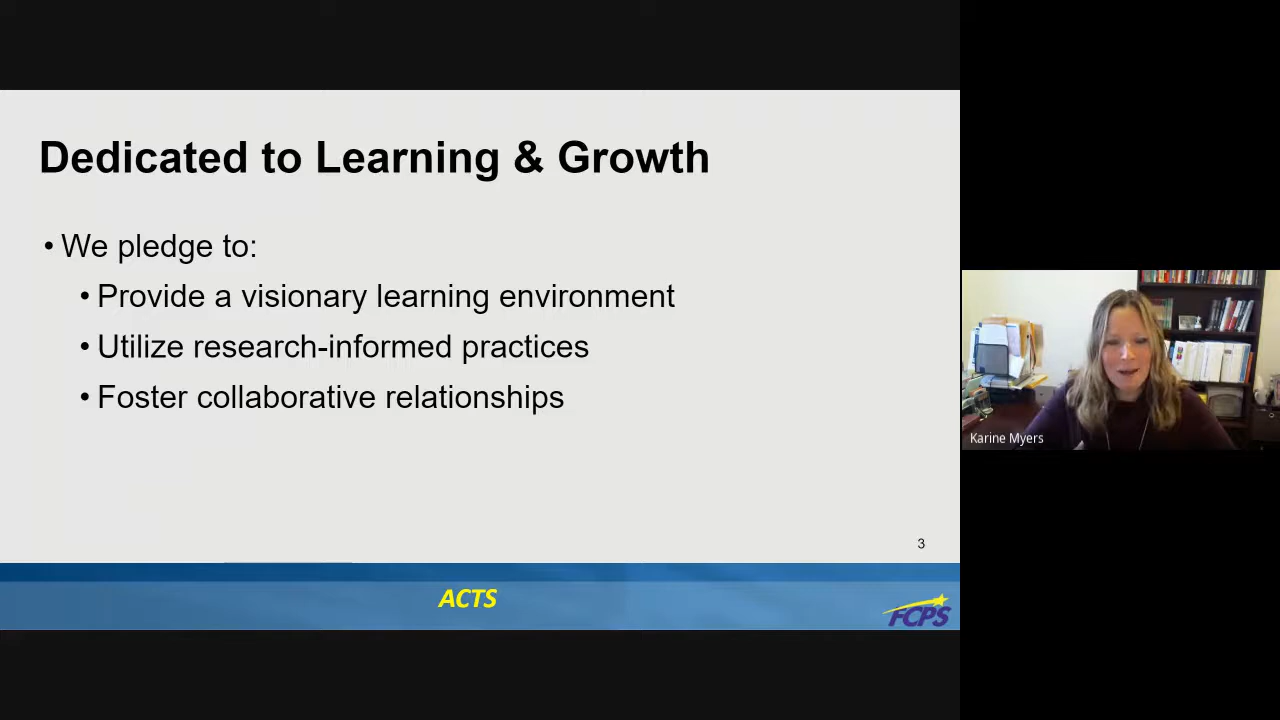 Dedicated to Learning & Growth
• We pledge to:
• Provide a visionary learning environment
• Utilize research-informed practices
• Foster collaborative relationships
3
ACTS
FCPS
Karine Myers